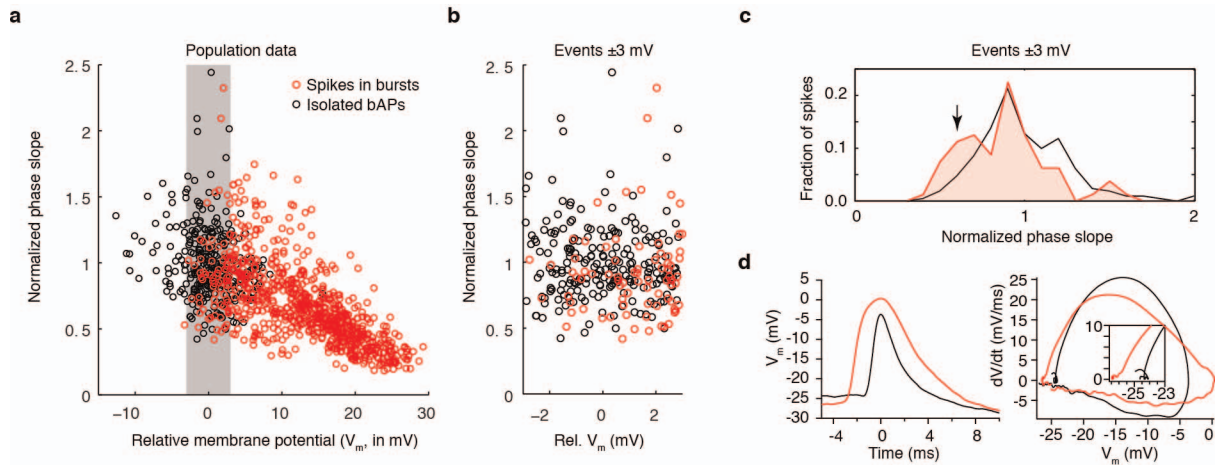 a
Population data
Normalized phase slope
2.5
2
1.5
1
0.5
0
Spikes in bursts
Isolated bAPs
−10 0 10 20 30
Relative membrane potential (Vm, in mV)
b
Events ±3 mV
Normalized phase slope
2.5
2
1.5
1
0.5
0
−2 0 2
Rel. Vm (mV)
c
Events ±3 mV
Fraction of spikes
0.2
0.1
0.0
0 1 2
Normalized phase slope
d
Vm (mV)
5
0
-5
-10
-15
-20
-25
-30
-4 0 4 8
Time (ms)
dV/dt (mV/ms)
25
20
15
10
5
0
-5
10
0
-25 -23
-25 -20 -15 -10 -5 0
Vm (mV)